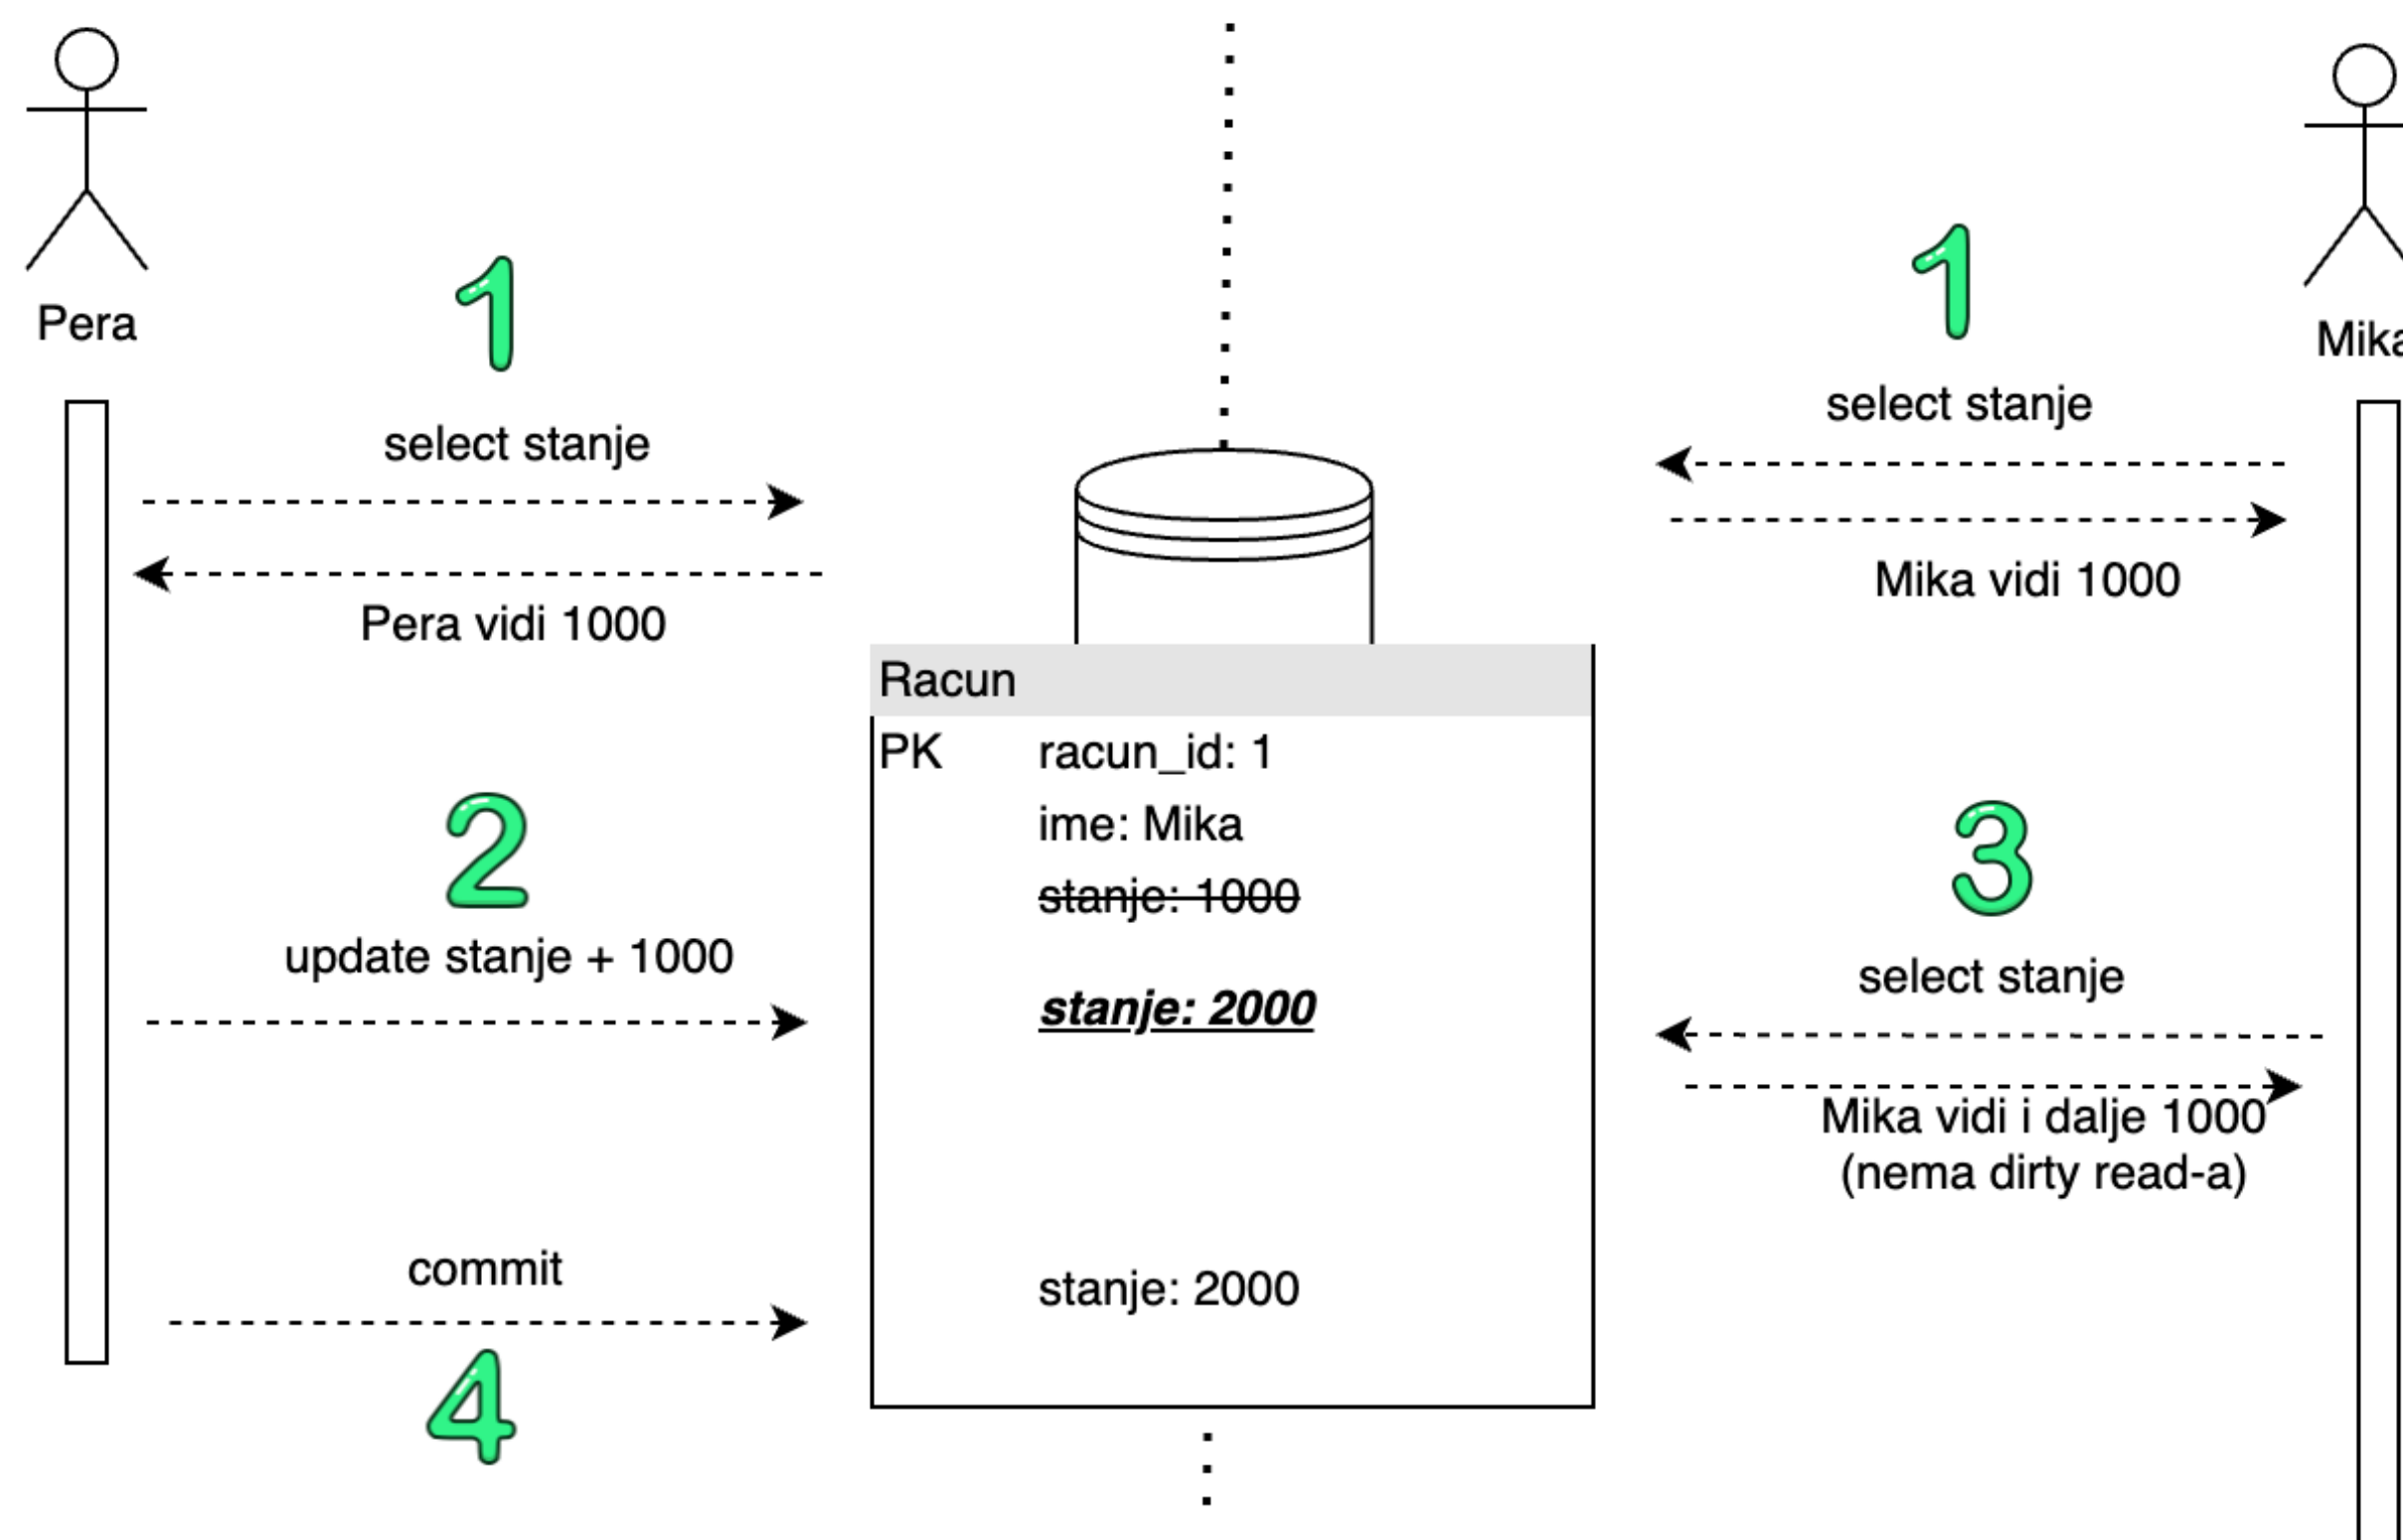 Pera
1
select stanje
Pera vidi 1000
2
update stanje + 1000
commit
4
Racun
PK racun_id: 1
ime: Mika
stanje: 1000
stanje: 2000
stanje: 2000
Mika
1
select stanje
Mika vidi 1000
3
select stanje
Mika vidi i dalje 1000
(nema dirty read-a)